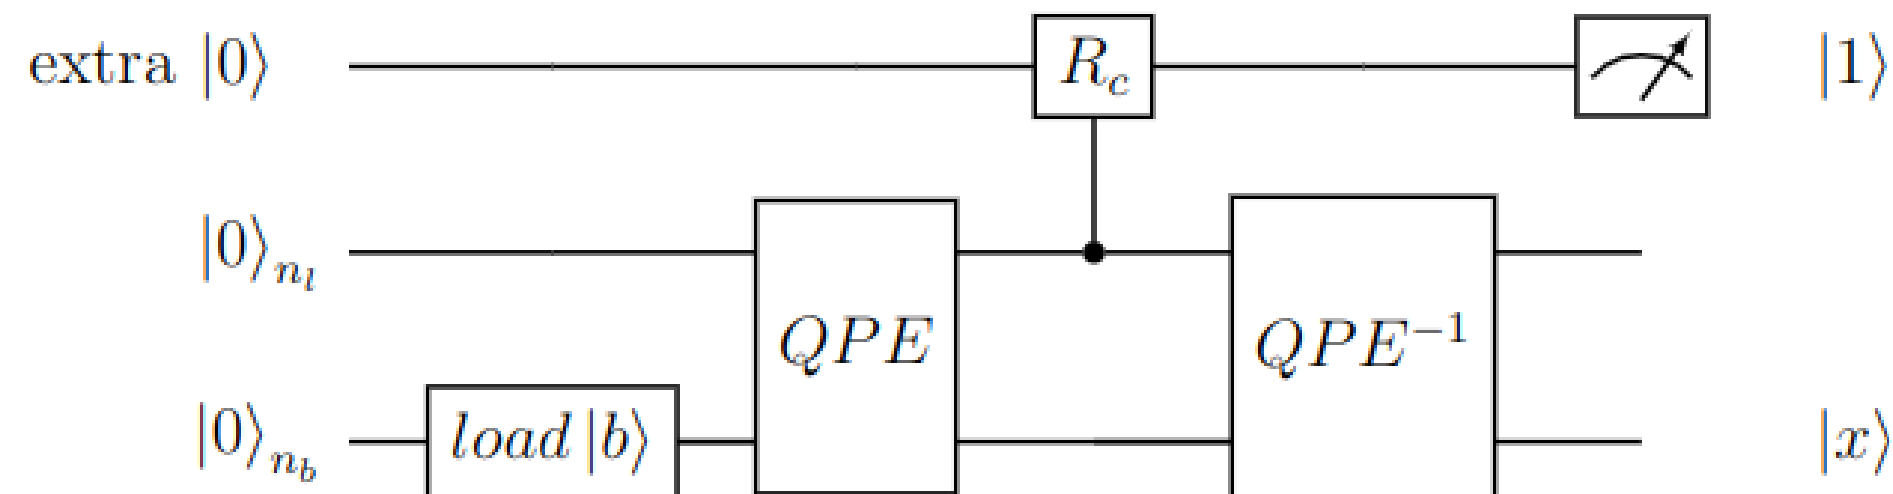 extra |0⟩ R_c |1⟩
|0⟩_{n_l}
QPE QPE^{-1}
|0⟩_{n_b} load |b⟩ |x⟩